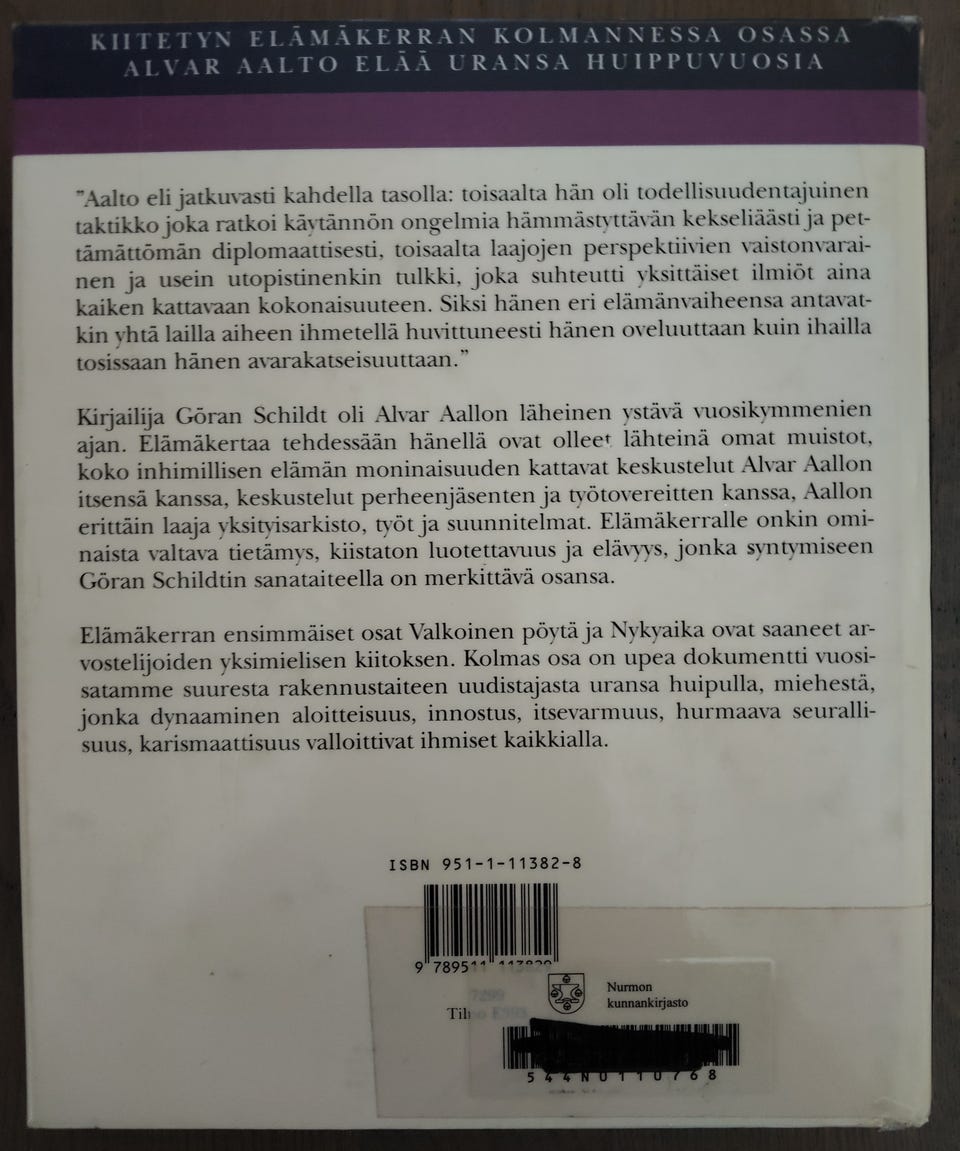 KIITETYN ELÄMÄKERRAN KOLMANNESSA OSASSA
ALVAR AALTO ELÄÄ URANSA HUIPPUVUOSIA
"Aalto eli jatkuvasti kahdella tasolla: toisaalta hän oli todellisuudentajuinen
taktikko joka ratkoi käytännön ongelmia hämmästyttävän kekseliäästi ja pet-
tämättömän diplomaattisesti, toisaalta laajojen perspektiivien vaistonvarai-
nen ja usein utopistinenkin tulkki, joka suhteutti yksittäiset ilmiöt aina
kaiken kattavaan kokonaisuuteen. Siksi hänen eri elämänvaiheensa antavat-
kin yhtä lailla aiheen ihmetellä huvittuneesti hänen oveluuttaan kuin ihailla
tosissaan hänen avarakatseisuuttaan."
Kirjailija Göran Schildt oli Alvar Aallon läheinen ystävä vuosikymmenien
ajan. Elämäkertaa tehdessään hänellä ovat olleet lähteinä omat muistot,
koko inhimillisen elämän moninaisuuden kattavat keskustelut Alvar Aallon
itsensä kanssa, keskustelut perheenjäsenten ja työtovereitten kanssa, Aallon
erittäin laaja yksityisarkisto, työt ja suunnitelmat. Elämäkerralle onkin omi-
naista valtava tietämys, kiistaton luotettavuus ja elävyys, jonka syntymiseen
Göran Schildtin sanataiteella on merkittävä osansa.
Elämäkerran ensimmäiset osat Valkoinen pöytä ja Nykyaika ovat saaneet ar-
vostelijoiden yksimielisen kiitoksen. Kolmas osa on upea dokumentti vuosi-
satamme suuresta rakennustaiteen uudistajasta uransa huipulla, miehestä,
jonka dynaaminen aloitteisuus, innostus, itsevarmuus, hurmaava seuralli-
suus, karismaattisuus valloittivat ihmiset kaikkialla.
ISBN 951-1-11382-8
9 789511 113829
7299
Nurmon
kunnankirjasto
544N0110768